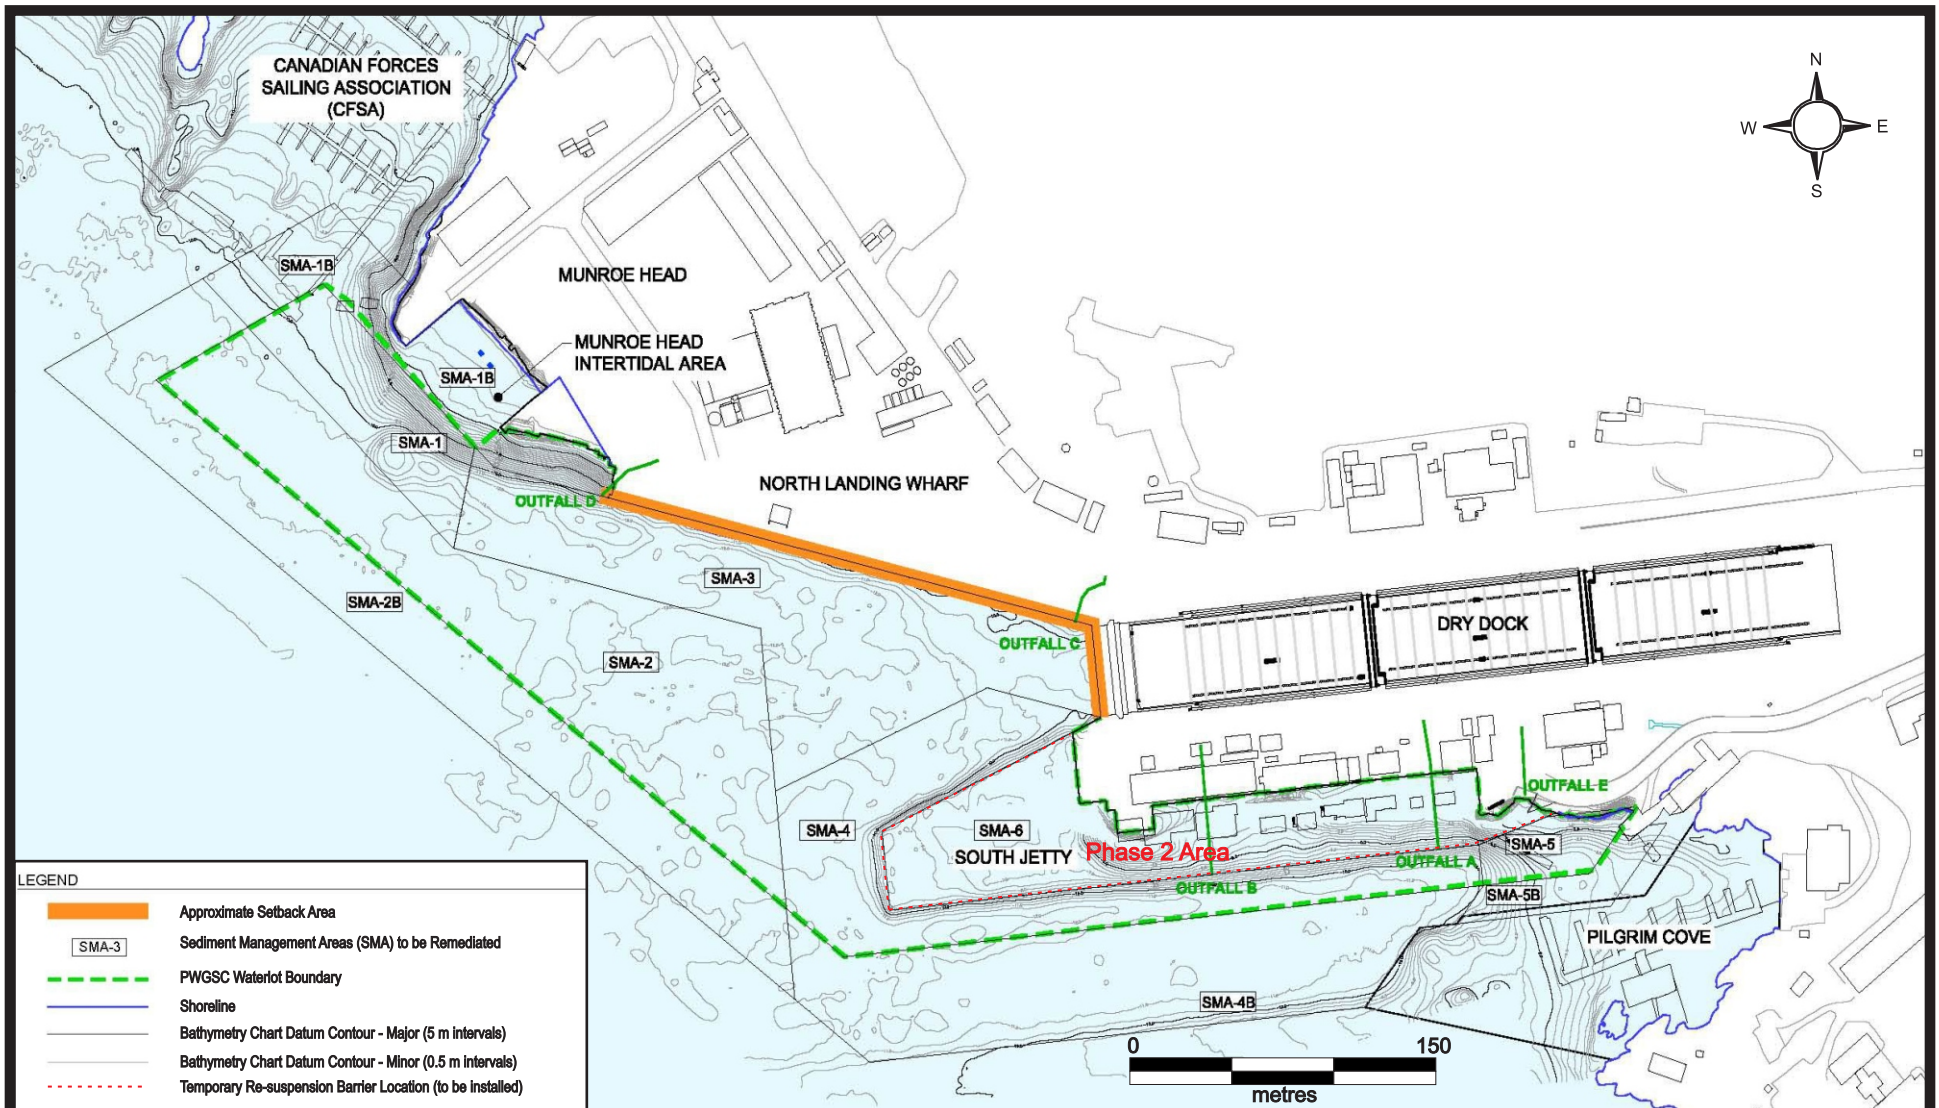 CANADIAN FORCES
SAILING ASSOCIATION
(CFSA)
N
W
E
S
SMA-1B
MUNROE HEAD
MUNROE HEAD
INTERTIDAL AREA
SMA-1B
SMA-1
OUTFALL D
NORTH LANDING WHARF
SMA-3
SMA-2B
SMA-2
OUTFALL C
DRY DOCK
OUTFALL E
SMA-4
SMA-6
SOUTH JETTY
Phase 2 Area
SMA-5
OUTFALL A
OUTFALL B
SMA-5B
PILGRIM COVE
SMA-4B
0
150
metres
LEGEND
Approximate Setback Area
SMA-3
Sediment Management Areas (SMA) to be Remediated
PWGSC Waterlot Boundary
Shoreline
Bathymetry Chart Datum Contour - Major (5 m intervals)
Bathymetry Chart Datum Contour - Minor (0.5 m intervals)
Temporary Re-suspension Barrier Location (to be installed)